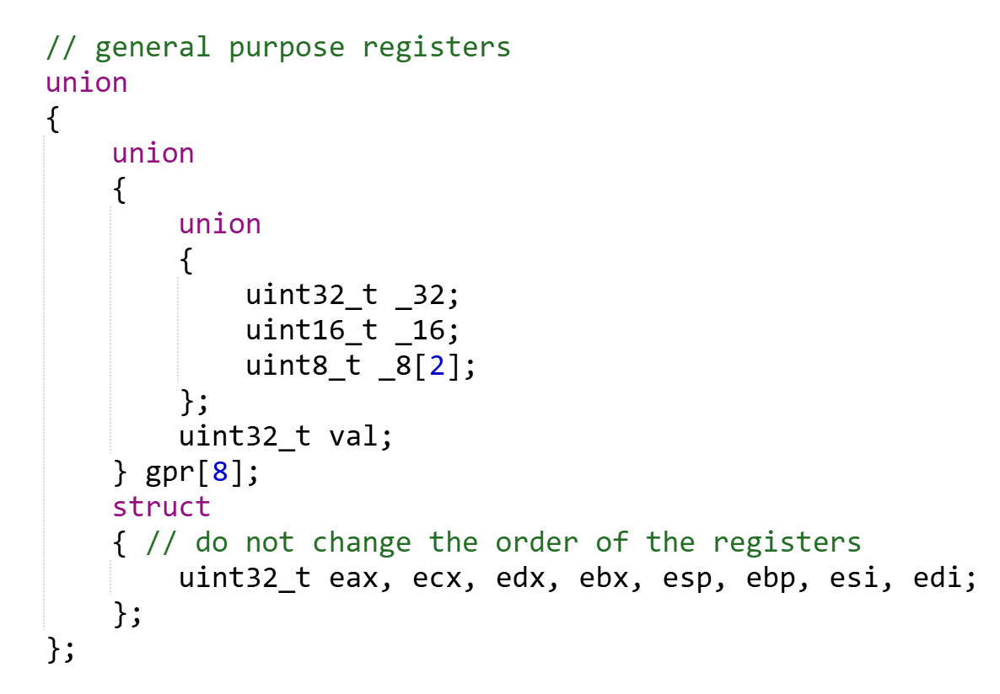 // general purpose registers
union
{
    union
    {
        union
        {
            uint32_t _32;
            uint16_t _16;
            uint8_t _8[2];
        };
        uint32_t val;
    } gpr[8];
    struct
    { // do not change the order of the registers
        uint32_t eax, ecx, edx, ebx, esp, ebp, esi, edi;
    };
};